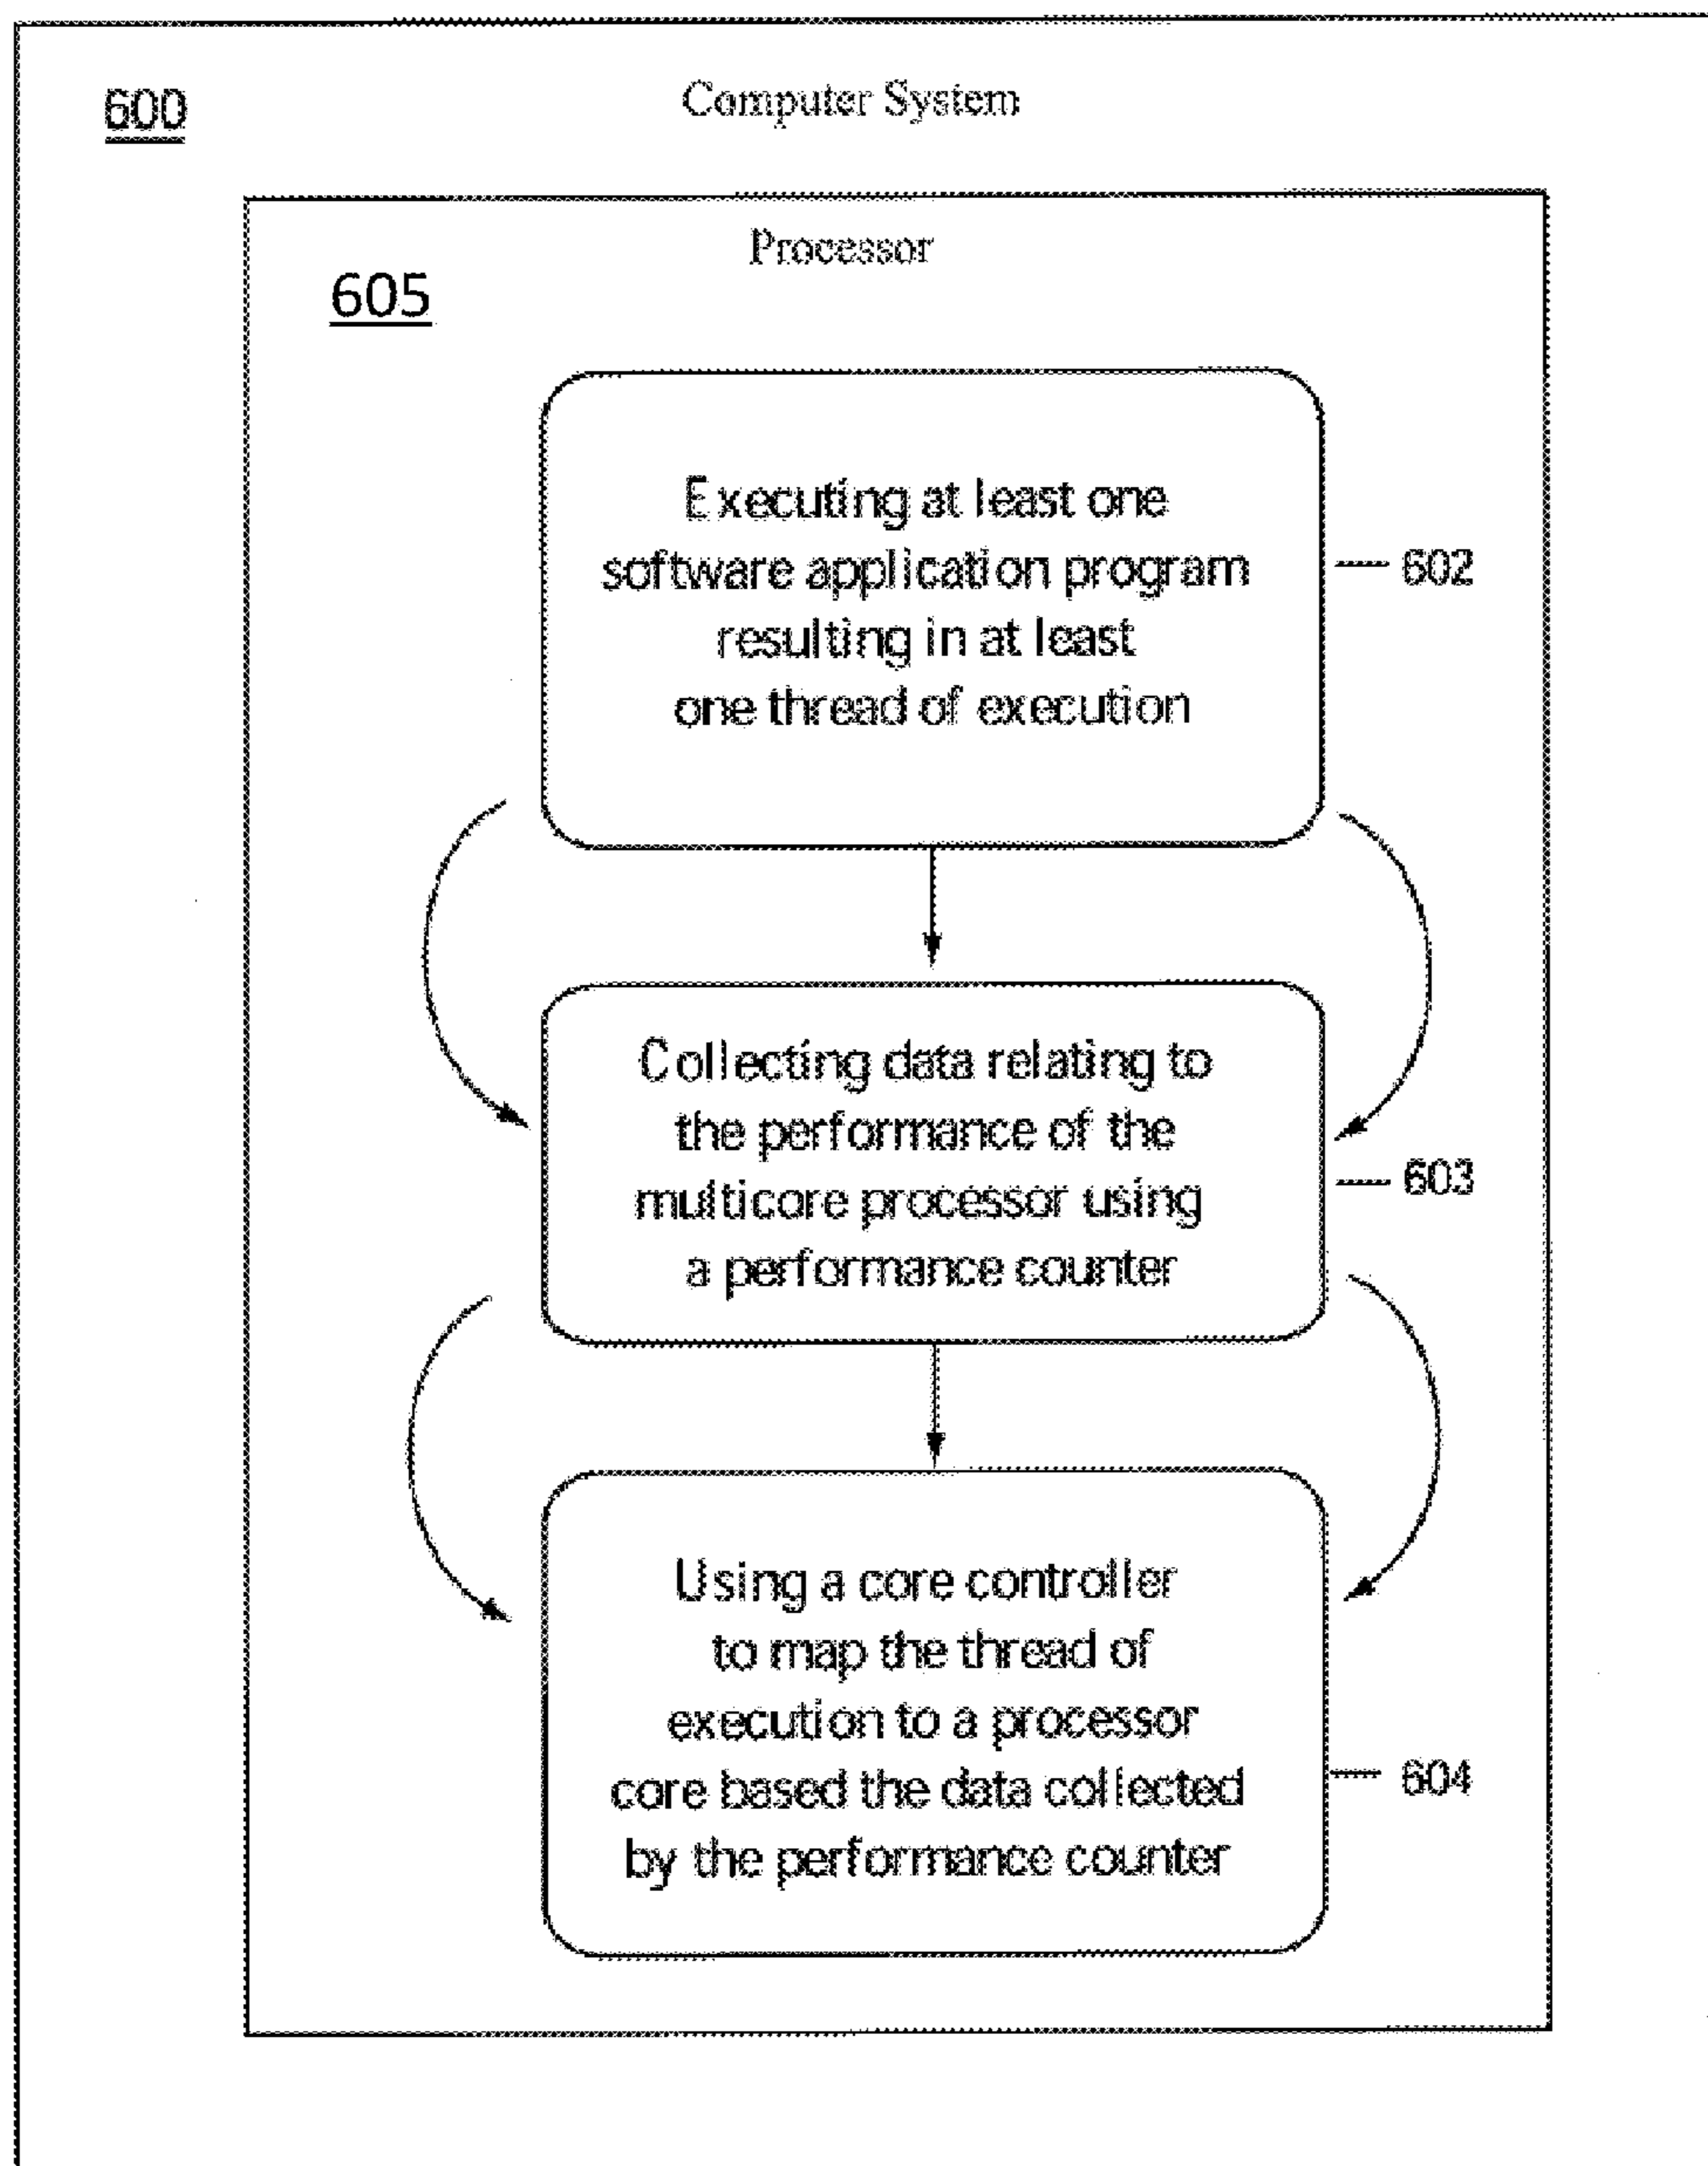 600
Computer System
Processor
605
Executing at least one
software application program
resulting in at least
one thread of execution
602
Collecting data relating to
the performance of the
multicore processor using
a performance counter
603
Using a core controller
to map the thread of
execution to a processor
core based the data collected
by the performance counter
604